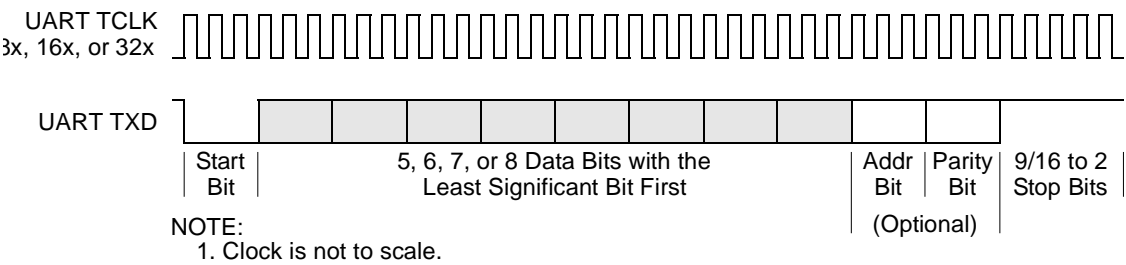 UART TCLK
x, 16x, or 32x
UART TXD
Start
Bit
5, 6, 7, or 8 Data Bits with the
Least Significant Bit First
Addr
Bit
Parity
Bit
9/16 to 2
Stop Bits
(Optional)
NOTE:
1. Clock is not to scale.